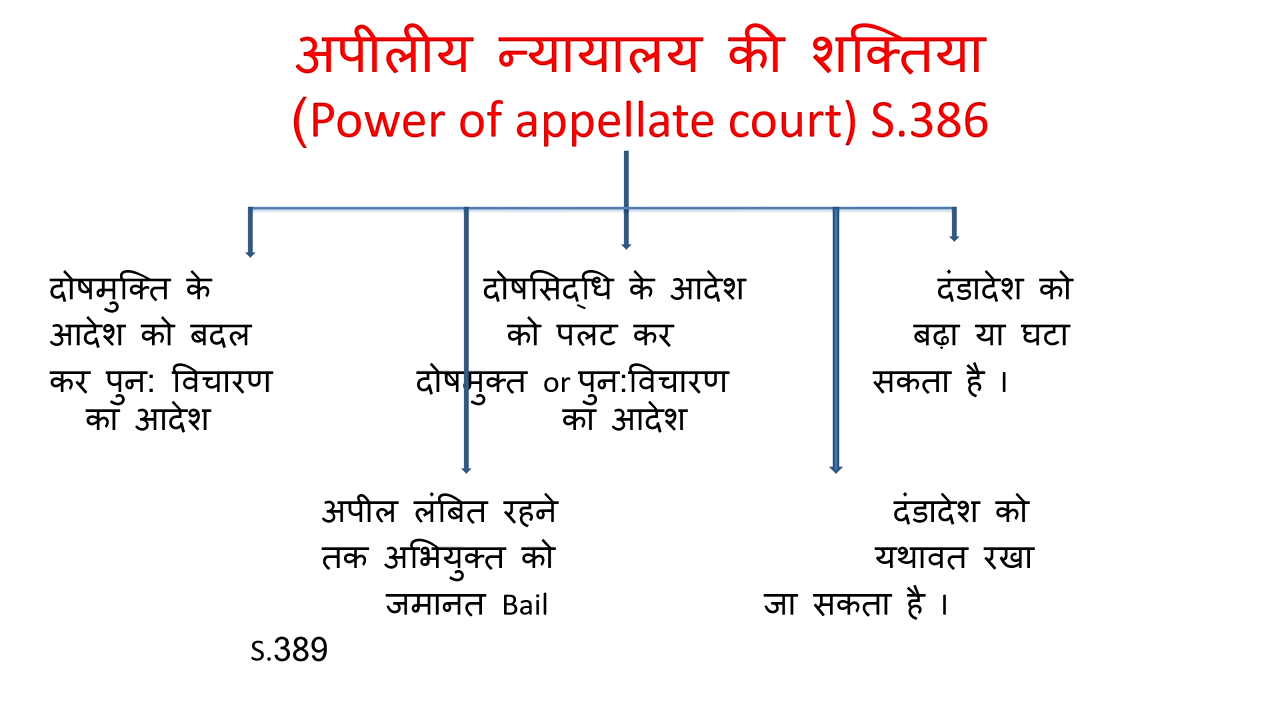 अपीलीय न्यायालय की शक्तिया
(Power of appellate court) S.386
दोषमुक्ति के
आदेश को बदल
कर पुन: विचारण
का आदेश
दोषसिद्धि के आदेश
को पलट कर
दोषमुक्त or पुन:विचारण
का आदेश
दंडादेश को
बढ़ा या घटा
सकता है ।
अपील लंबित रहने
तक अभियुक्त को
जमानत Bail
S.389
दंडादेश को
यथावत रखा
जा सकता है ।